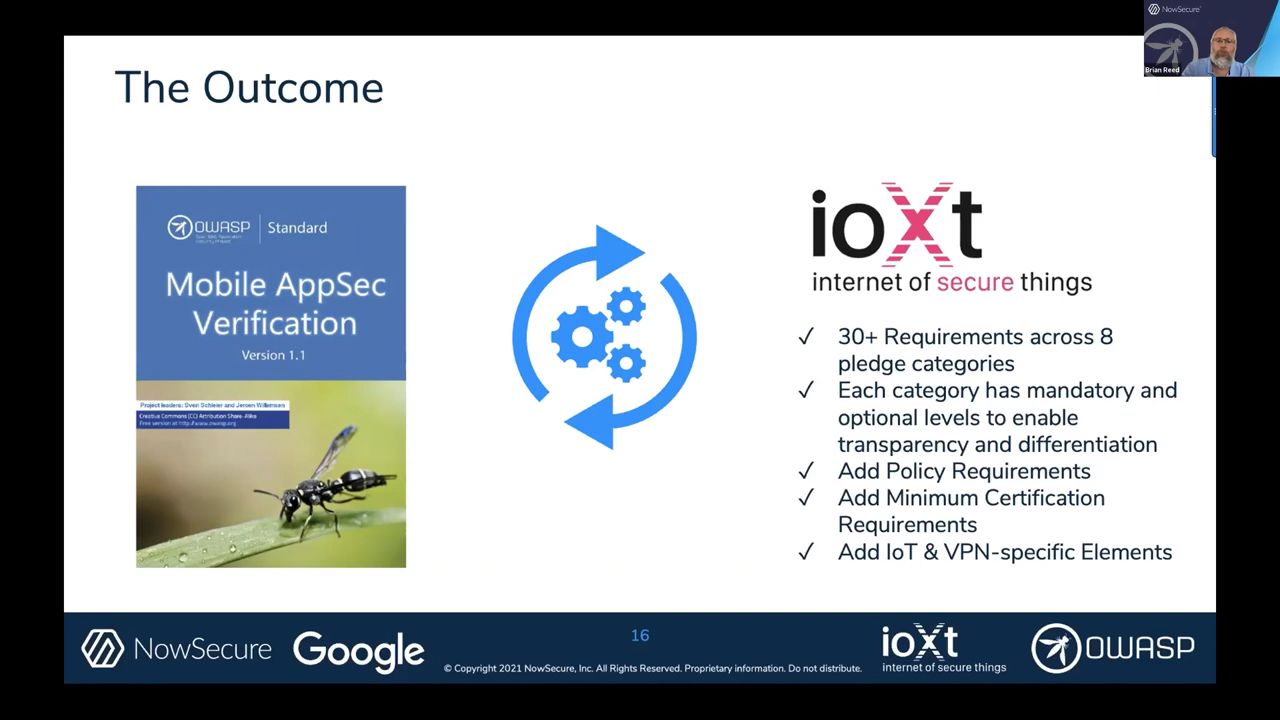 NowSecure
Brian Reed
The Outcome
OWASP
Standard
Mobile AppSec
Verification
Version 1.1
Project leaders: Sven Schleier and Jeroen Willemsen
Creative Commons (CC) Attribution Share-Alike
Free version at http://www.owasp.org
ioXt
internet of secure things
✓ 30+ Requirements across 8
pledge categories
✓ Each category has mandatory and
optional levels to enable
transparency and differentiation
✓ Add Policy Requirements
✓ Add Minimum Certification
Requirements
✓ Add IoT & VPN-specific Elements
NowSecure
Google
16
© Copyright 2021 NowSecure, Inc. All Rights Reserved. Proprietary information. Do not distribute.
ioXt
internet of secure things
OWASP